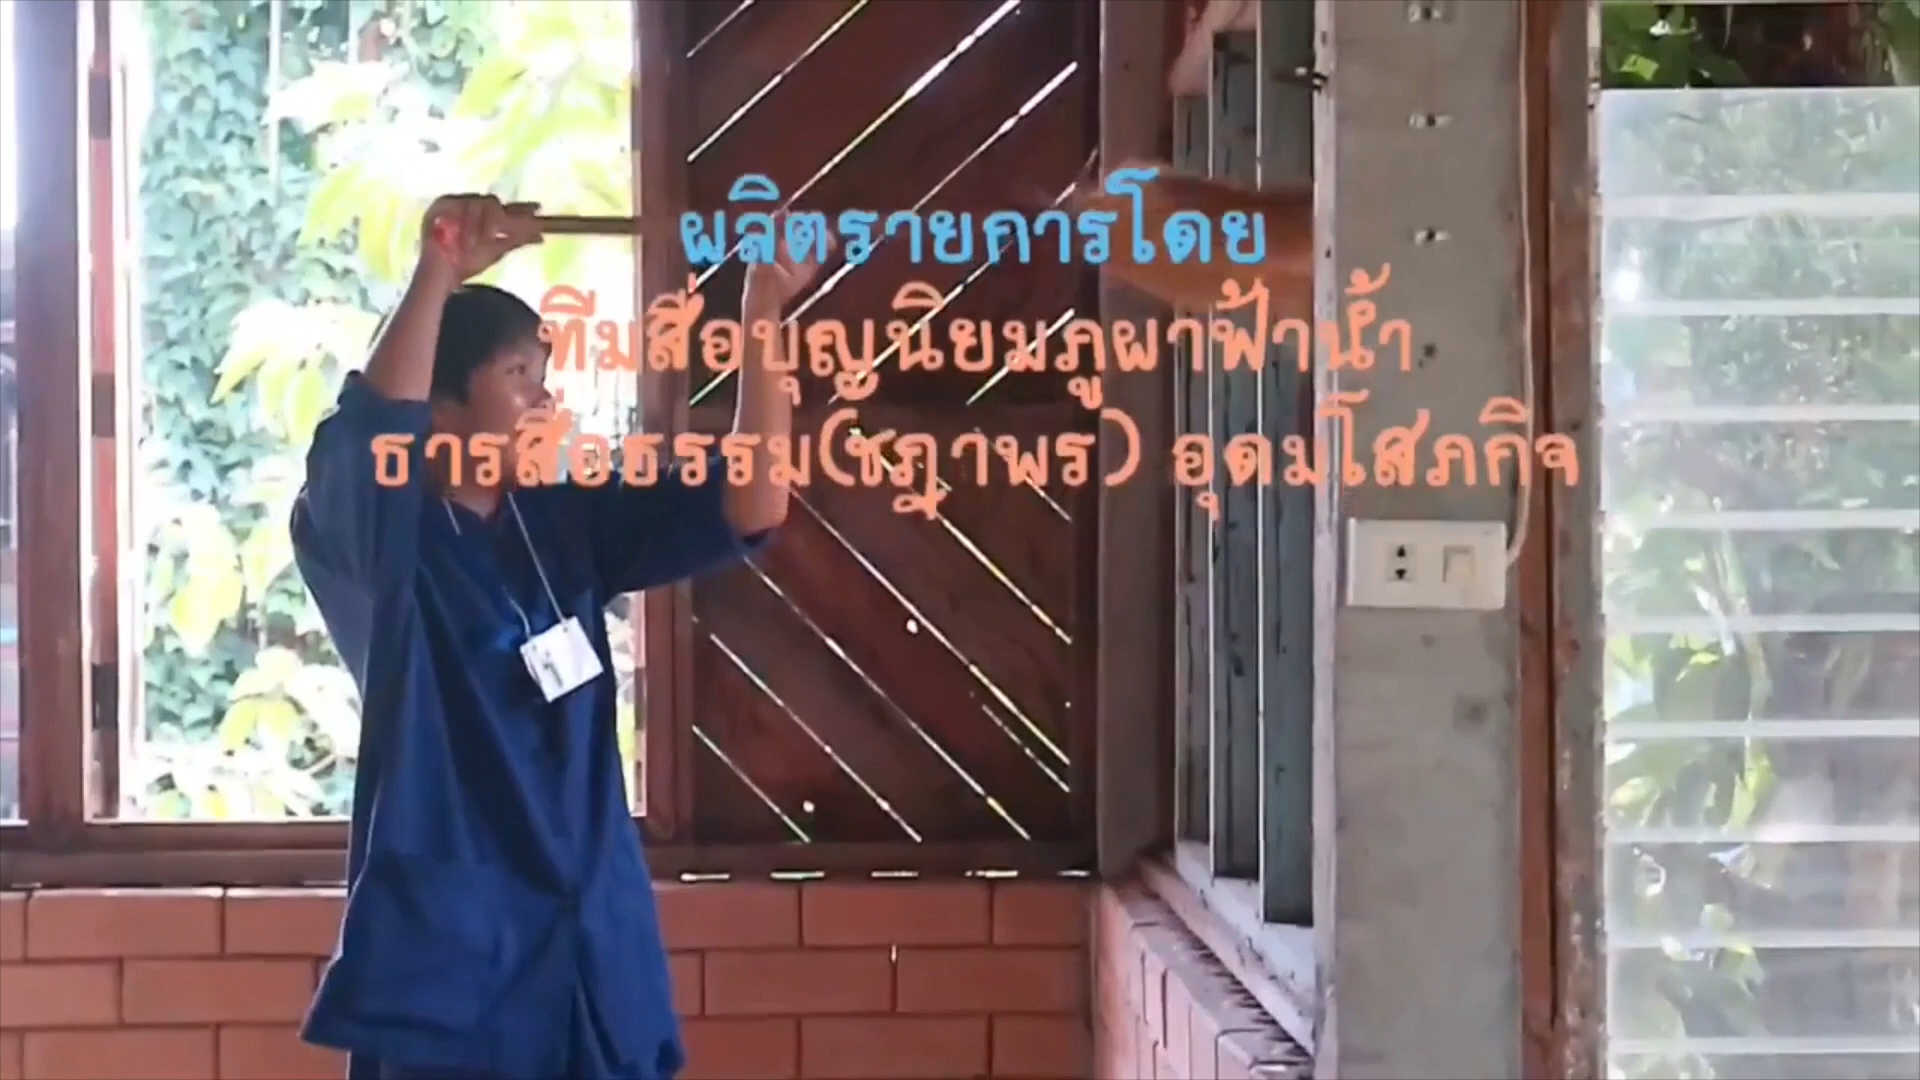 ผลิตรายการโดย
ทีมสื่อบุญนิยมภูผาฟ้าน้ำ
ธารสื่อธรรม(ชฎาพร) อุดมโสภกิจ